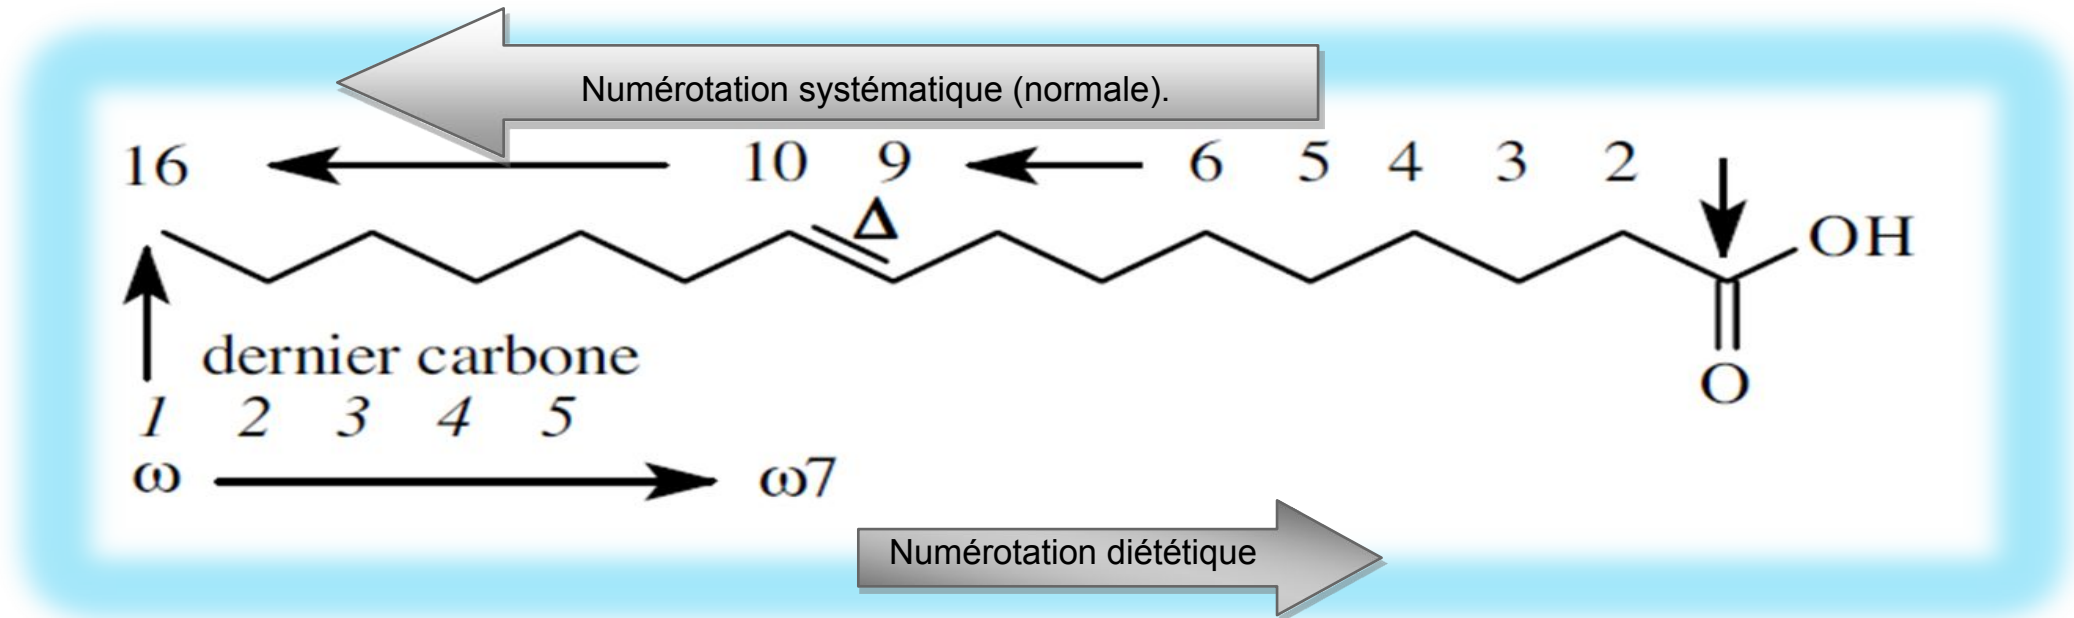 Numérotation systématique (normale).
16 10 9 6 5 4 3 2
Δ
OH
dernier carbone
O
1 2 3 4 5
ω ω7
Numérotation diététique